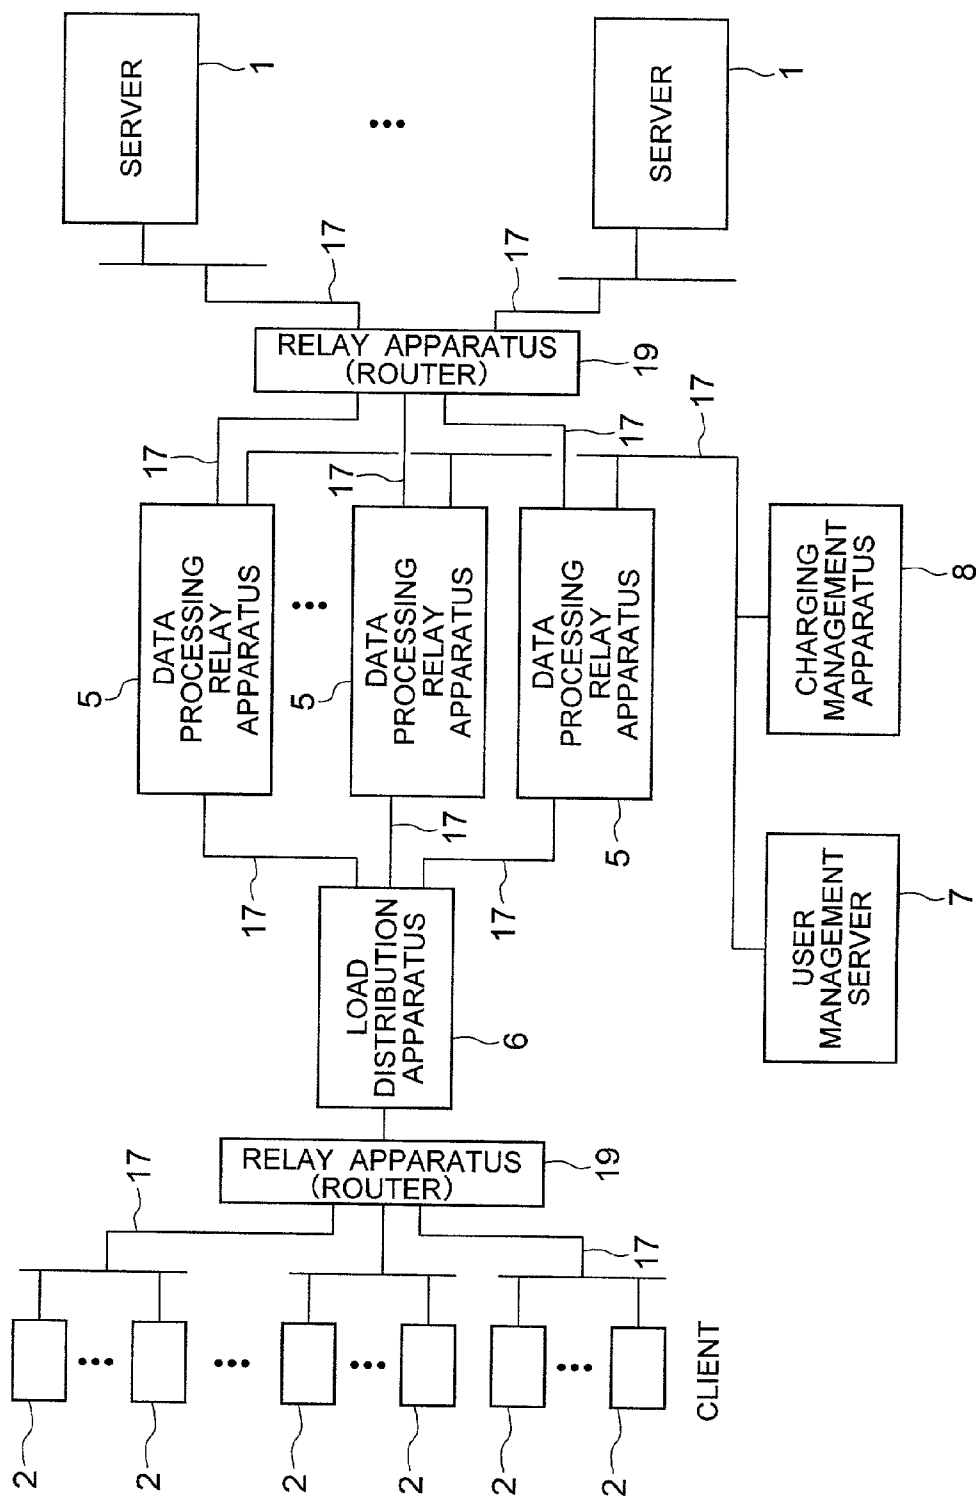 2
2
2
2
2
2
CLIENT
17
17
RELAY APPARATUS
(ROUTER)
19
LOAD
DISTRIBUTION
APPARATUS
6
17
17
17
5
DATA
PROCESSING
RELAY
APPARATUS
5
DATA
PROCESSING
RELAY
APPARATUS
5
DATA
PROCESSING
RELAY
APPARATUS
17
17
17
17
USER
MANAGEMENT
SERVER
7
CHARGING
MANAGEMENT
APPARATUS
8
RELAY APPARATUS
(ROUTER)
19
17
17
SERVER
1
SERVER
1